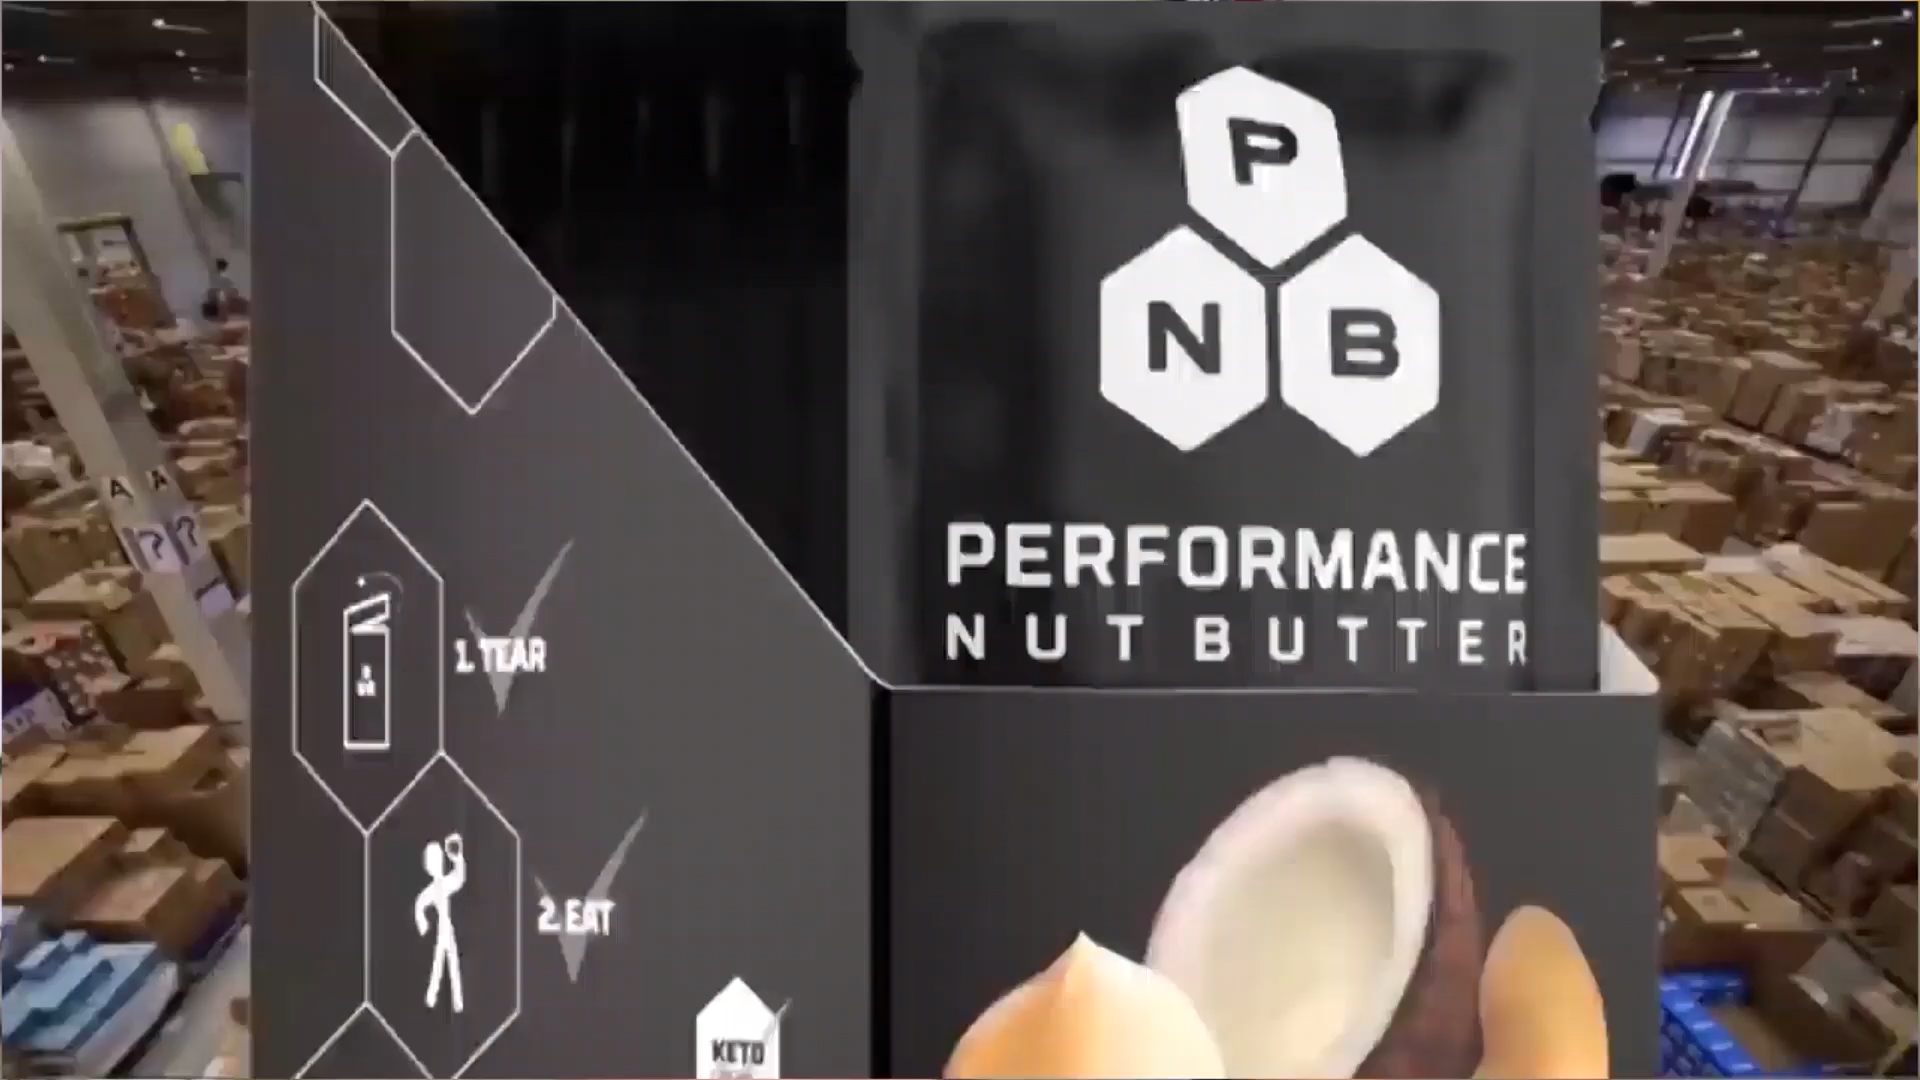 P
N B
PERFORMANCE
NUT BUTTER
1. TEAR
2. EAT
KETO
A A
? ?